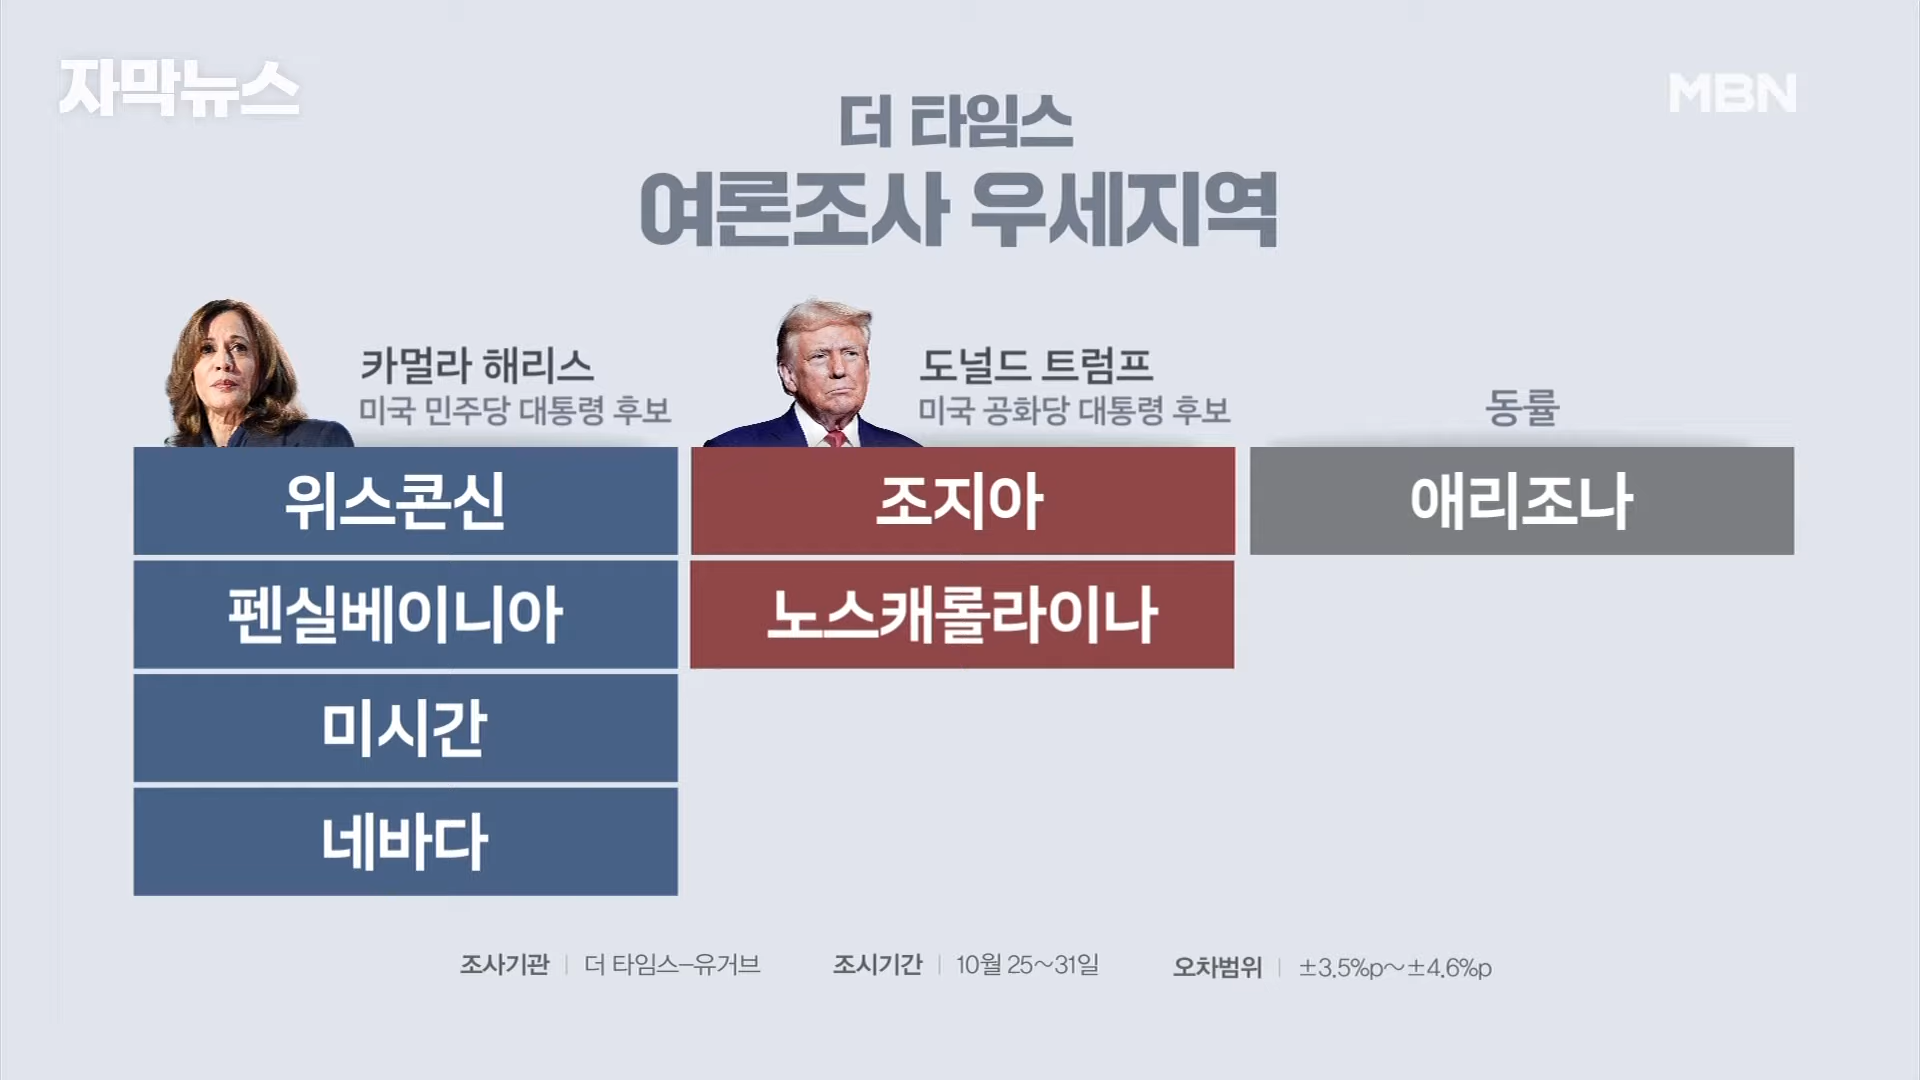 자막뉴스
MBN
더 타임스
여론조사 우세지역
카멀라 해리스
미국 민주당 대통령 후보
도널드 트럼프
미국 공화당 대통령 후보
동률
위스콘신
조지아
애리조나
펜실베이니아
노스캐롤라이나
미시간
네바다
조사기관 | 더 타임스-유거브
조시기간 | 10월 25~31일
오차범위 | ±3.5%p~±4.6%p